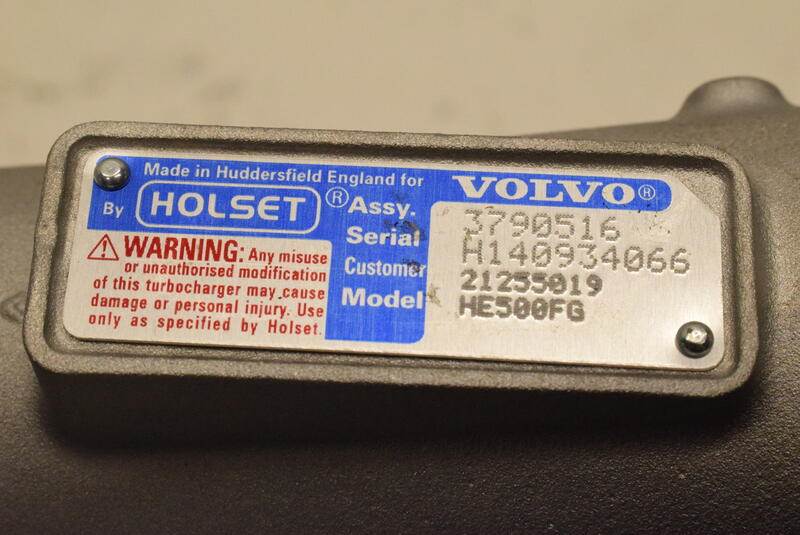 Made in Huddersfield England for
VOLVO®
By HOLSET®
Assy. 3790516
Serial H140934066
Customer 21255019
Model HE500FG
WARNING: Any misuse
or unauthorised modification
of this turbocharger may cause
damage or personal injury. Use
only as specified by Holset.